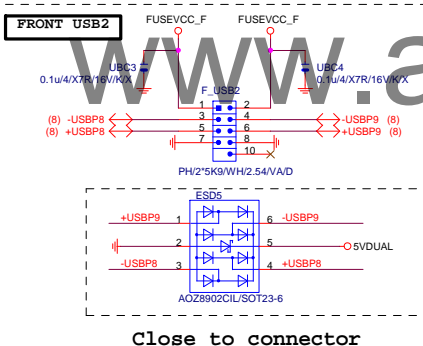 FRONT USB2
FUSEVCC_F
FUSEVCC_F
www.a
UBC3
0.1u/4/X7R/16V/K/X
UBC4
0.1u/4/X7R/16V/K/X
F_USB2
1
2
(8) -USBP8
3
4
-USBP9 (8)
(8) +USBP8
5
6
+USBP9 (8)
7
8
10
PH/2*5K9/WH/2.54/VA/D
ESD5
+USBP9
1
6
-USBP9
2
5
5VDUAL
-USBP8
3
4
+USBP8
AOZ8902CIL/SOT23-6
Close to connector